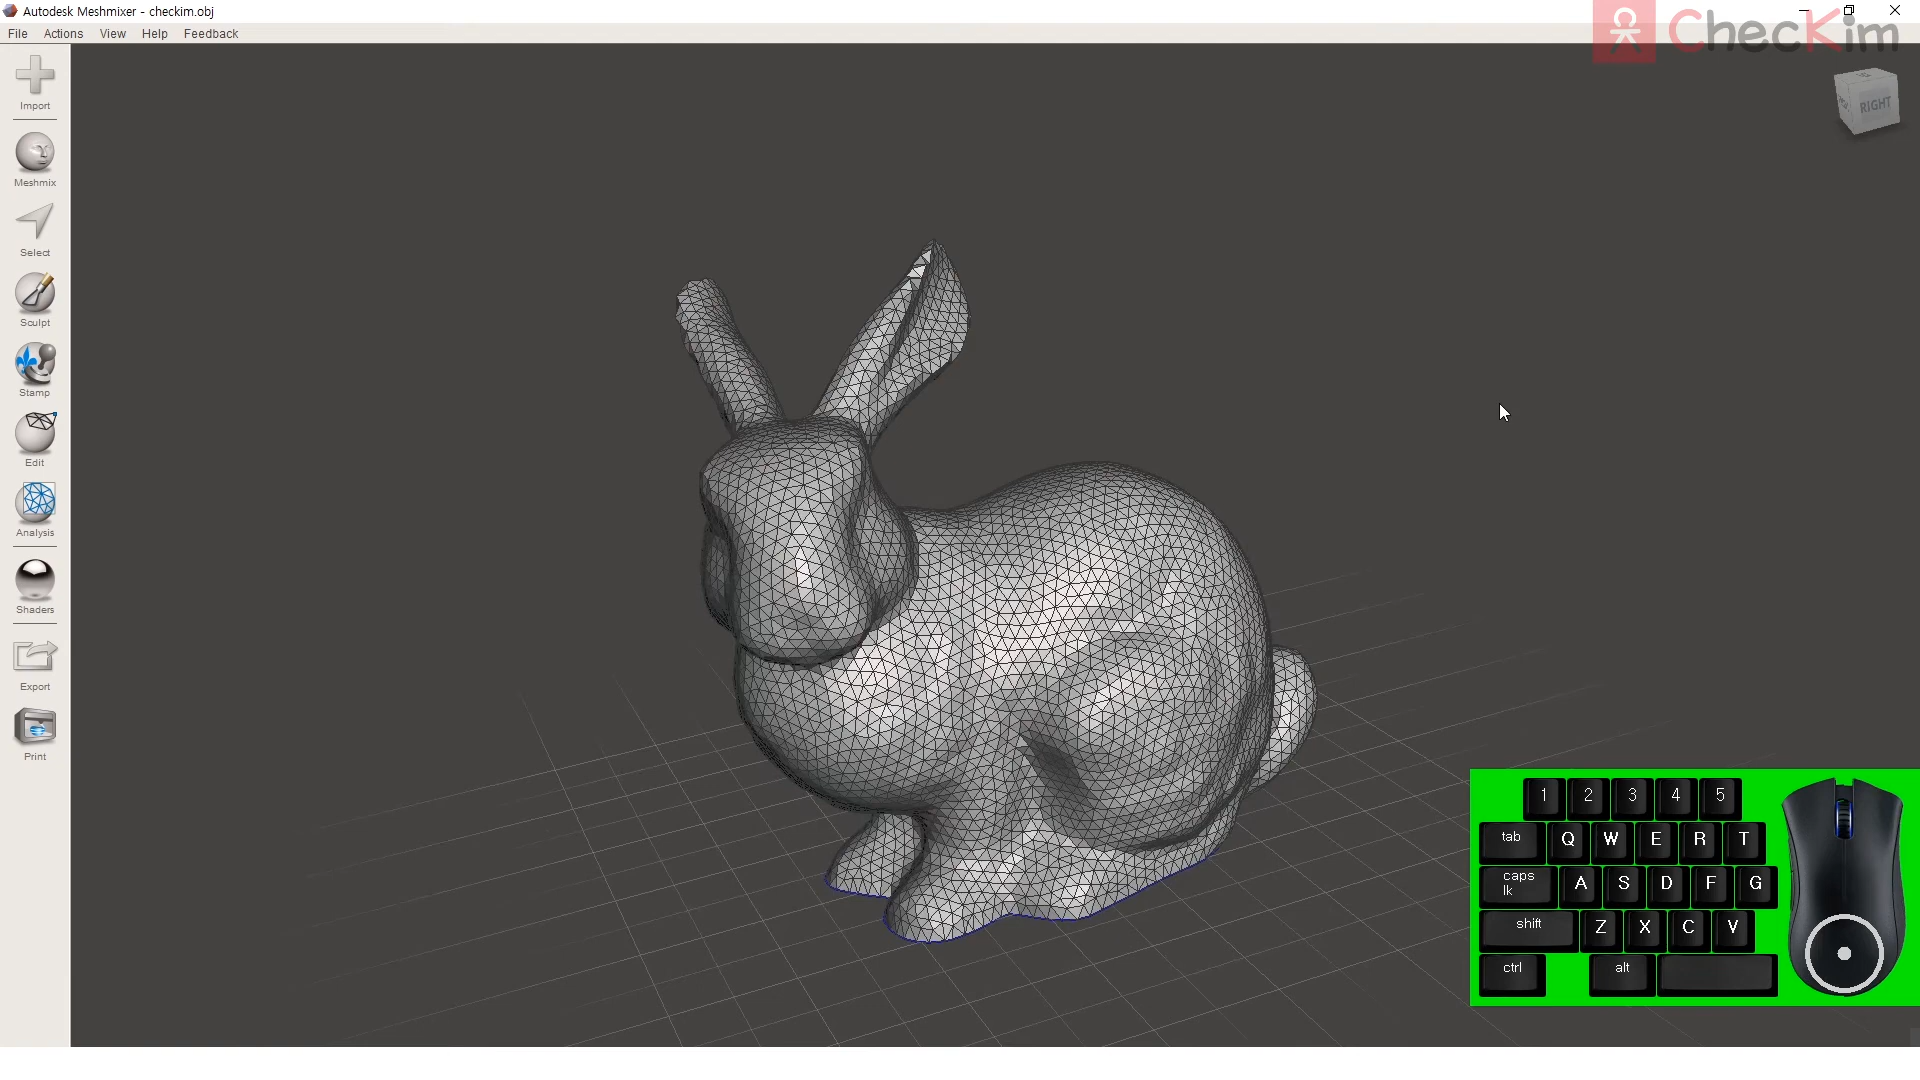 Autodesk Meshmixer - checkim.obj
ChecKim
File Actions View Help Feedback
Import
RIGHT
Meshmix
Select
Sculpt
Stamp
Edit
Analysis
Shaders
Export
Print
1 2 3 4 5
tab Q W E R T
caps
lk A S D F G
shift Z X C V
ctrl alt